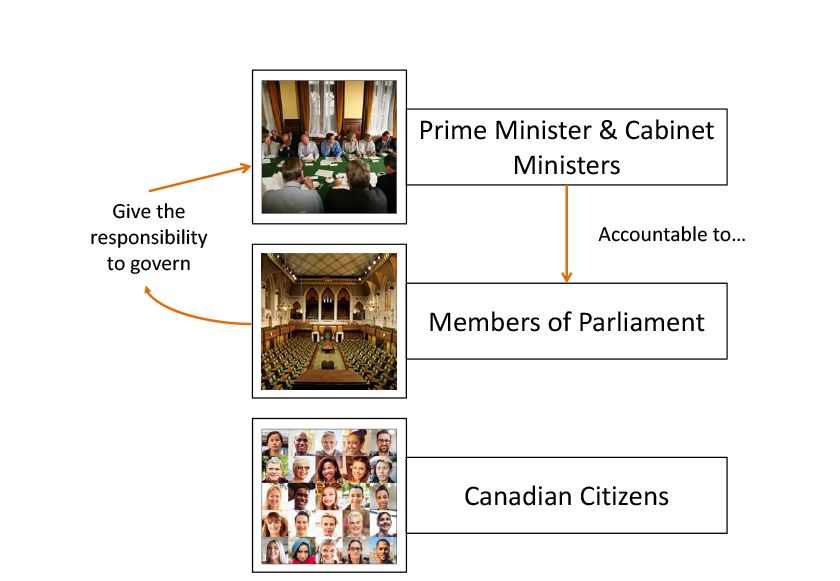 Prime Minister & Cabinet
Ministers
Give the
responsibility
to govern
Accountable to…
Members of Parliament
Canadian Citizens